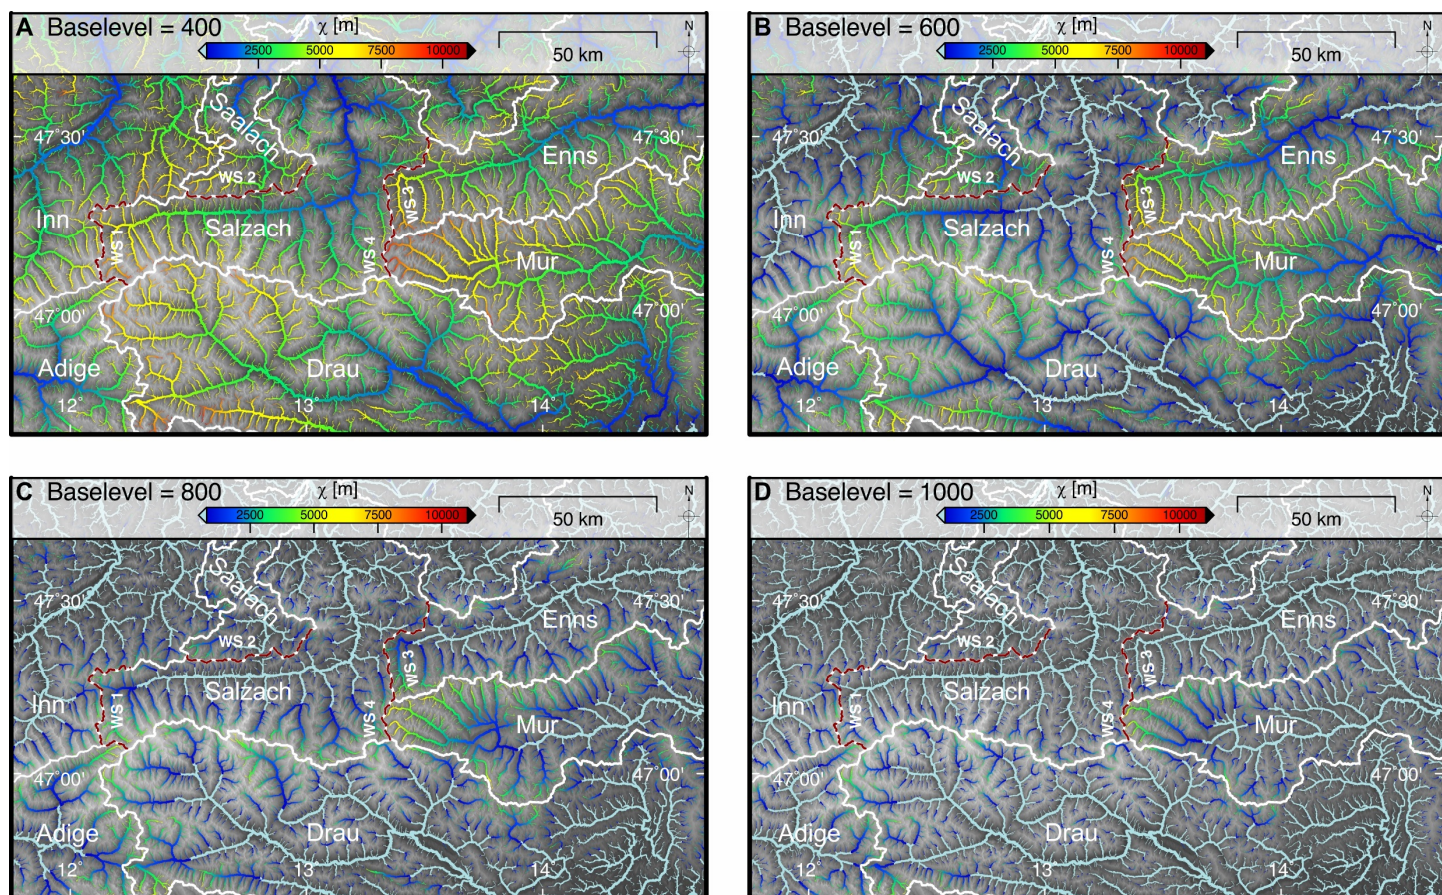 A Baselevel = 400
χ [m]
2500 5000 7500 10000
50 km
N
47°30'
47°30'
Saalach
WS 2
Enns
WS 3
Inn
WS 1
Salzach
WS 4
Mur
47°00'
47°00'
Adige
Drau
12°
13°
14°
B Baselevel = 600
χ [m]
2500 5000 7500 10000
50 km
N
47°30'
47°30'
Saalach
WS 2
Enns
WS 3
Inn
WS 1
Salzach
WS 4
Mur
47°00'
47°00'
Adige
Drau
12°
13°
14°
C Baselevel = 800
χ [m]
2500 5000 7500 10000
50 km
N
47°30'
47°30'
Saalach
WS 2
Enns
WS 3
Inn
WS 1
Salzach
WS 4
Mur
47°00'
47°00'
Adige
Drau
12°
13°
14°
D Baselevel = 1000
χ [m]
2500 5000 7500 10000
50 km
N
47°30'
47°30'
Saalach
WS 2
Enns
WS 3
Inn
WS 1
Salzach
WS 4
Mur
47°00'
47°00'
Adige
Drau
12°
13°
14°